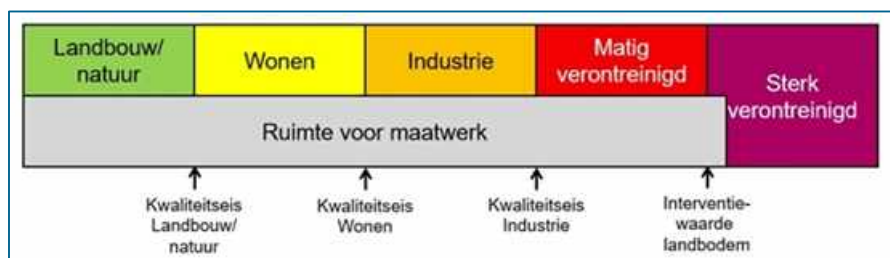 Landbouw/
natuur
Wonen
Industrie
Matig
verontreinigd
Sterk
verontreinigd
Ruimte voor maatwerk
Kwaliteitseis
Landbouw/
natuur
Kwaliteitseis
Wonen
Kwaliteitseis
Industrie
Interventie-
waarde
landbodem